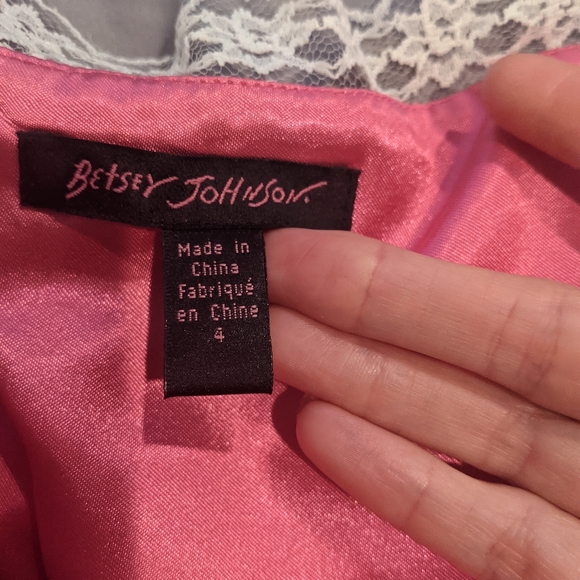 BETSEY JOHNSON.
Made in
China
Fabriqué
en Chine
4